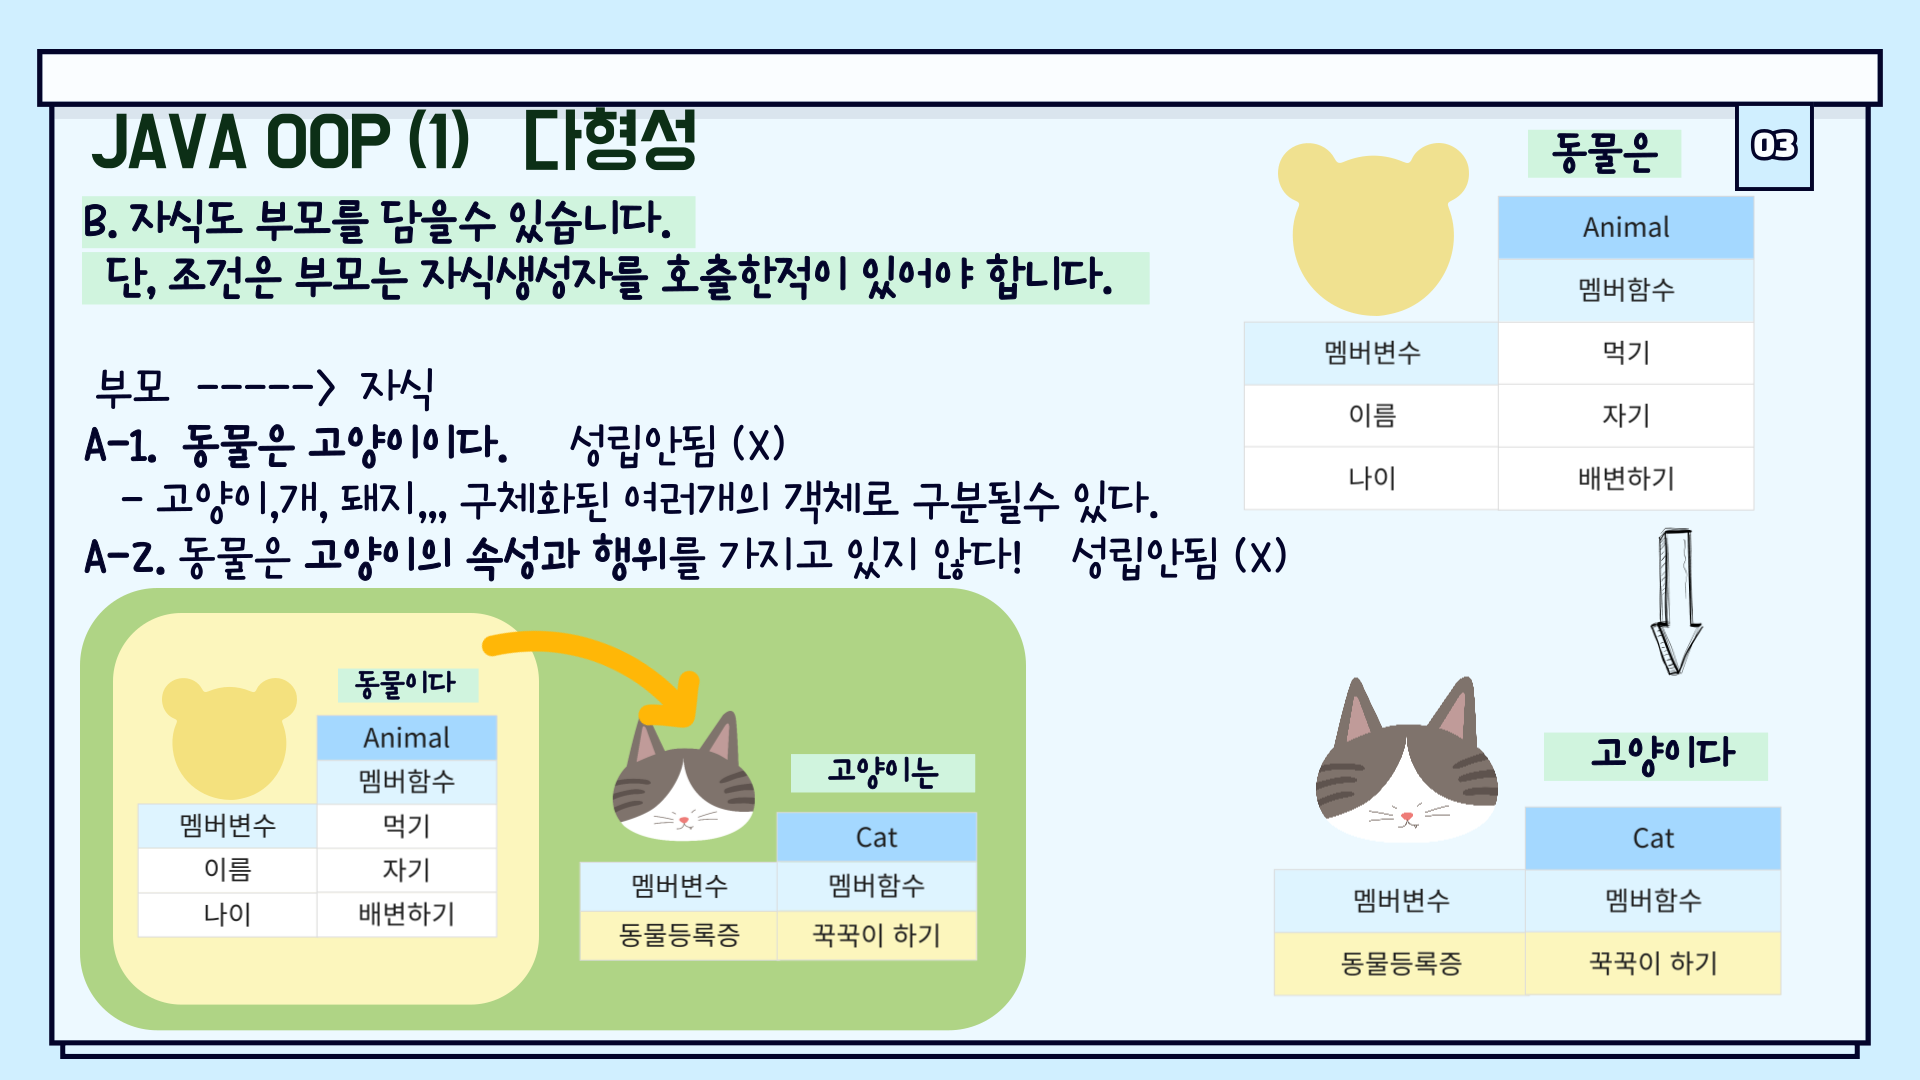 JAVA OOP (1) 다형성
03
B. 자식도 부모를 담을수 있습니다.
단, 조건은 부모는 자식생성자를 호출한적이 있어야 합니다.
부모 -----> 자식
A-1. 동물은 고양이이다. 성립안됨 (X)
- 고양이,개, 돼지,,, 구체화된 여러개의 객체로 구분될수 있다.
A-2. 동물은 고양이의 속성과 행위를 가지고 있지 않다! 성립안됨 (X)
동물은
Animal
멤버함수
멤버변수 먹기
이름 자기
나이 배변하기
동물이다
Animal
멤버함수
멤버변수 먹기
이름 자기
나이 배변하기
고양이는
Cat
멤버변수 멤버함수
동물등록증 꾹꾹이 하기
고양이다
Cat
멤버변수 멤버함수
동물등록증 꾹꾹이 하기